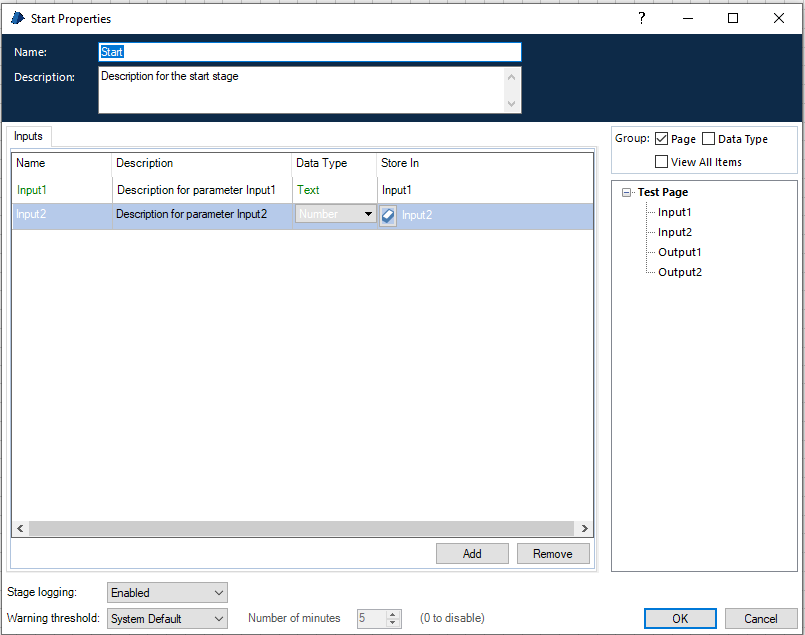 Start Properties
?
Name: Start
Description: Description for the start stage
Inputs
Name Description Data Type Store In
Input1 Description for parameter Input1 Text Input1
Input2 Description for parameter Input2 Number Input2
Add Remove
Group: Page Data Type
View All Items
Test Page
Input1
Input2
Output1
Output2
Stage logging: Enabled
Warning threshold: System Default Number of minutes 5 (0 to disable)
OK Cancel